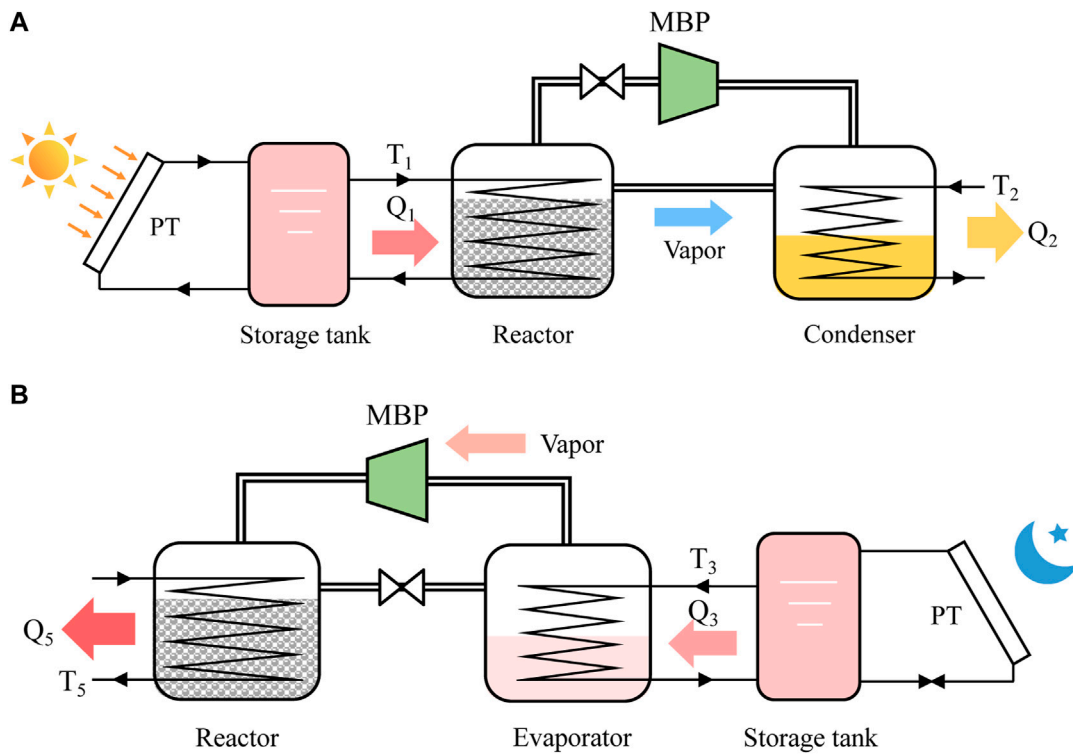 A
MBP
T1
Q1
PT
Vapor
T2
Q2
Storage tank
Reactor
Condenser
B
MBP
Vapor
T3
Q3
PT
Q5
T5
Reactor
Evaporator
Storage tank